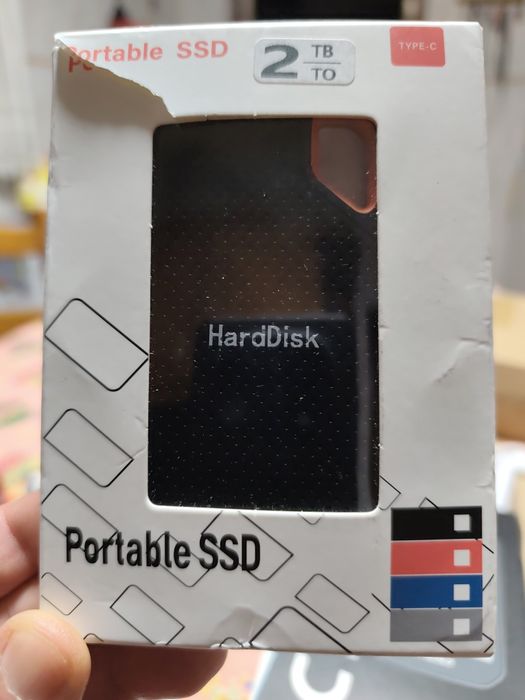 Portable SSD
2 TB
TO
TYPE-C
HardDisk
Portable SSD